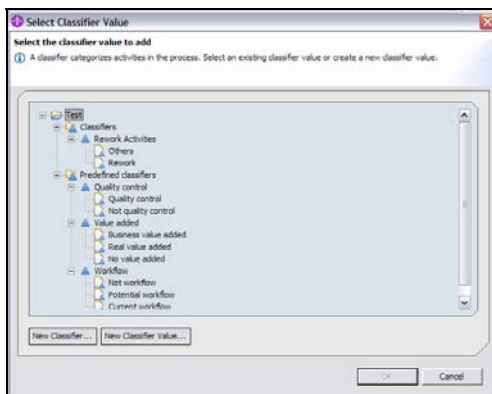 Select Classifier Value
Select the classifier value to add
A classifier categorizes activities in the process. Select an existing classifier value or create a new classifier value.
Test
Classifiers
Rework Activities
Others
Rework
Predefined classifiers
Quality control
Quality control
Not quality control
Value added
Business value added
Real value added
No value added
Workflow
Not workflow
Potential workflow
Current workflow
New Classifier... New Classifier Value...
OK Cancel